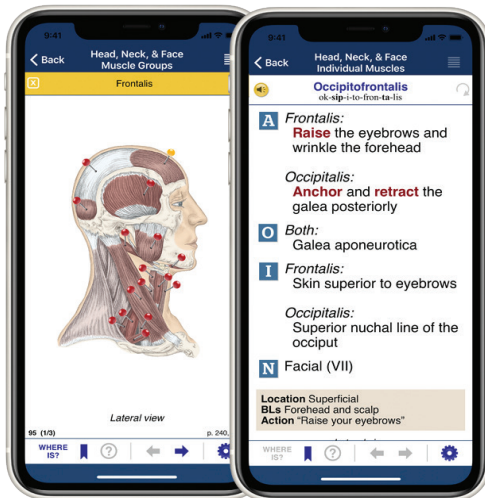 9:41
Back
Head, Neck, & Face
Muscle Groups
Frontalis
Lateral view
95 (1/3)
p. 240,
WHERE
IS?
9:41
Back
Head, Neck, & Face
Individual Muscles
Occipitofrontalis
ok-sip-i-to-fron-ta-lis
A Frontalis:
Raise the eyebrows and
wrinkle the forehead
Occipitalis:
Anchor and retract the
galea posteriorly
O Both:
Galea aponeurotica
I Frontalis:
Skin superior to eyebrows
Occipitalis:
Superior nuchal line of the
occiput
N Facial (VII)
Location Superficial
BLs Forehead and scalp
Action “Raise your eyebrows”
WHERE
IS?